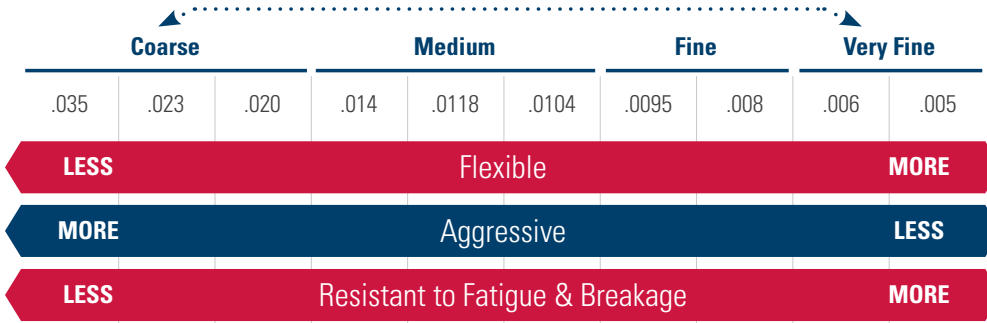 Coarse Medium Fine Very Fine
.035 .023 .020 .014 .0118 .0104 .0095 .008 .006 .005
LESS Flexible MORE
MORE Aggressive LESS
LESS Resistant to Fatigue & Breakage MORE